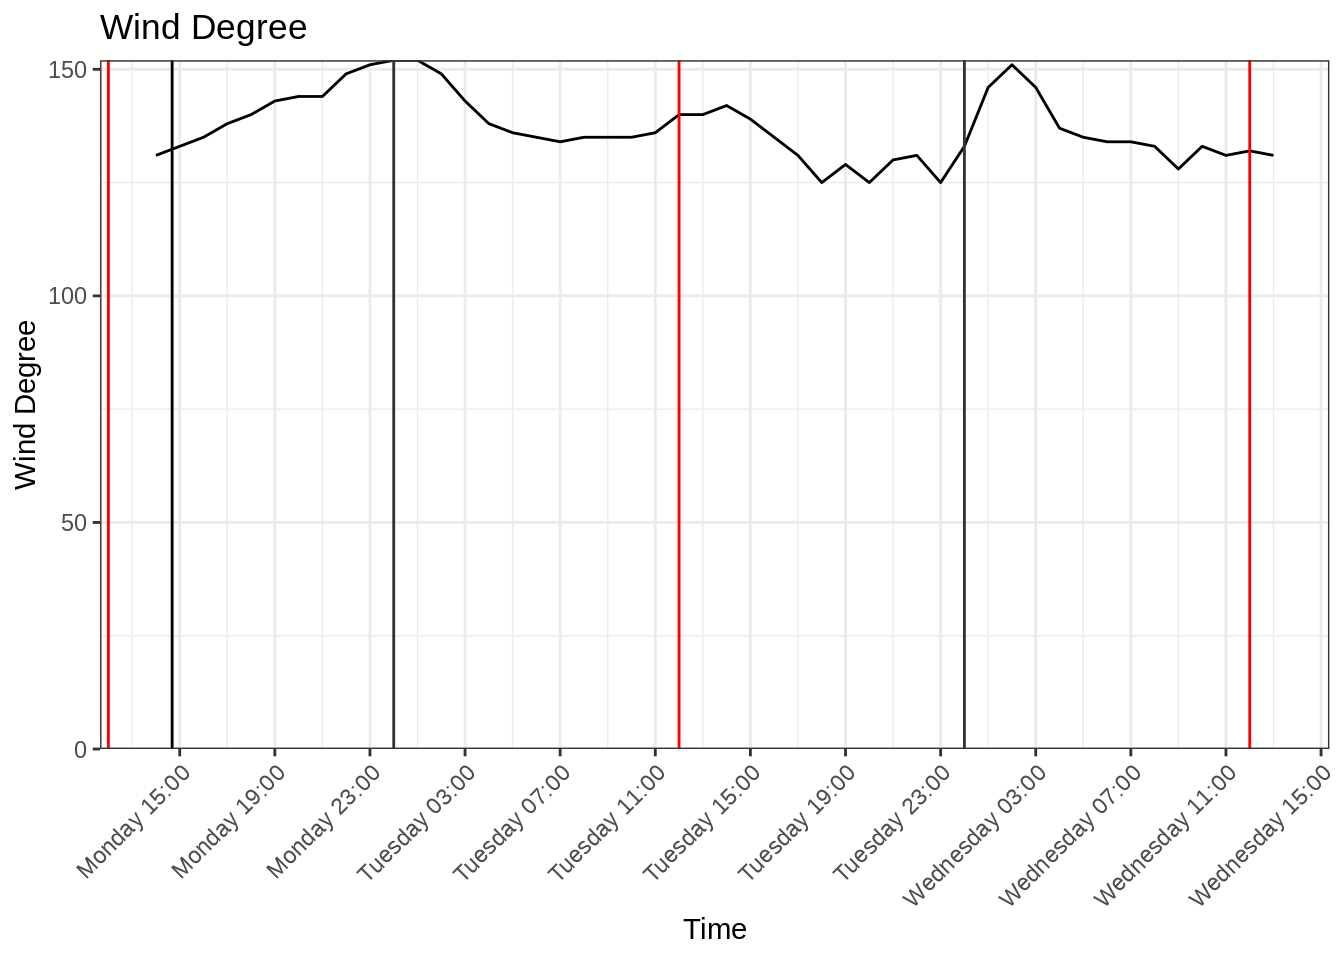 Wind Degree
Wind Degree
150
100
50
0
Monday 15:00
Monday 19:00
Monday 23:00
Tuesday 03:00
Tuesday 07:00
Tuesday 11:00
Tuesday 15:00
Tuesday 19:00
Tuesday 23:00
Wednesday 03:00
Wednesday 07:00
Wednesday 11:00
Wednesday 15:00
Time